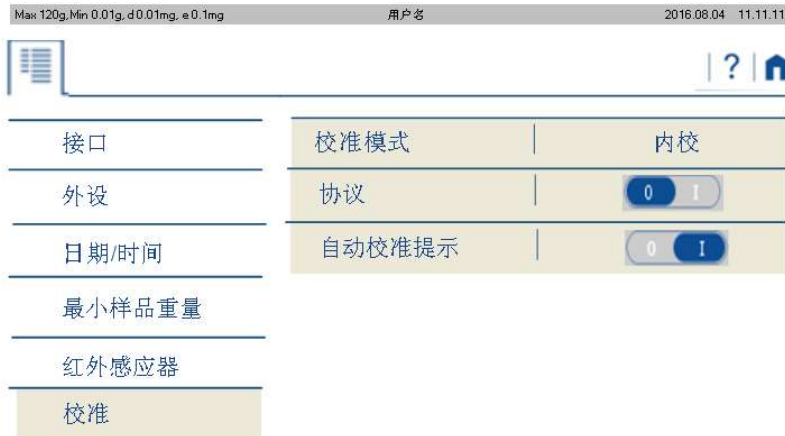 Max 120g,Min 0.01g, d 0.01mg, e 0.1mg 用户名 2016.08.04 11.11.11
?
接口 校准模式 内校
外设 协议 0 I
日期/时间 自动校准提示 0 I
最小样品重量
红外感应器
校准